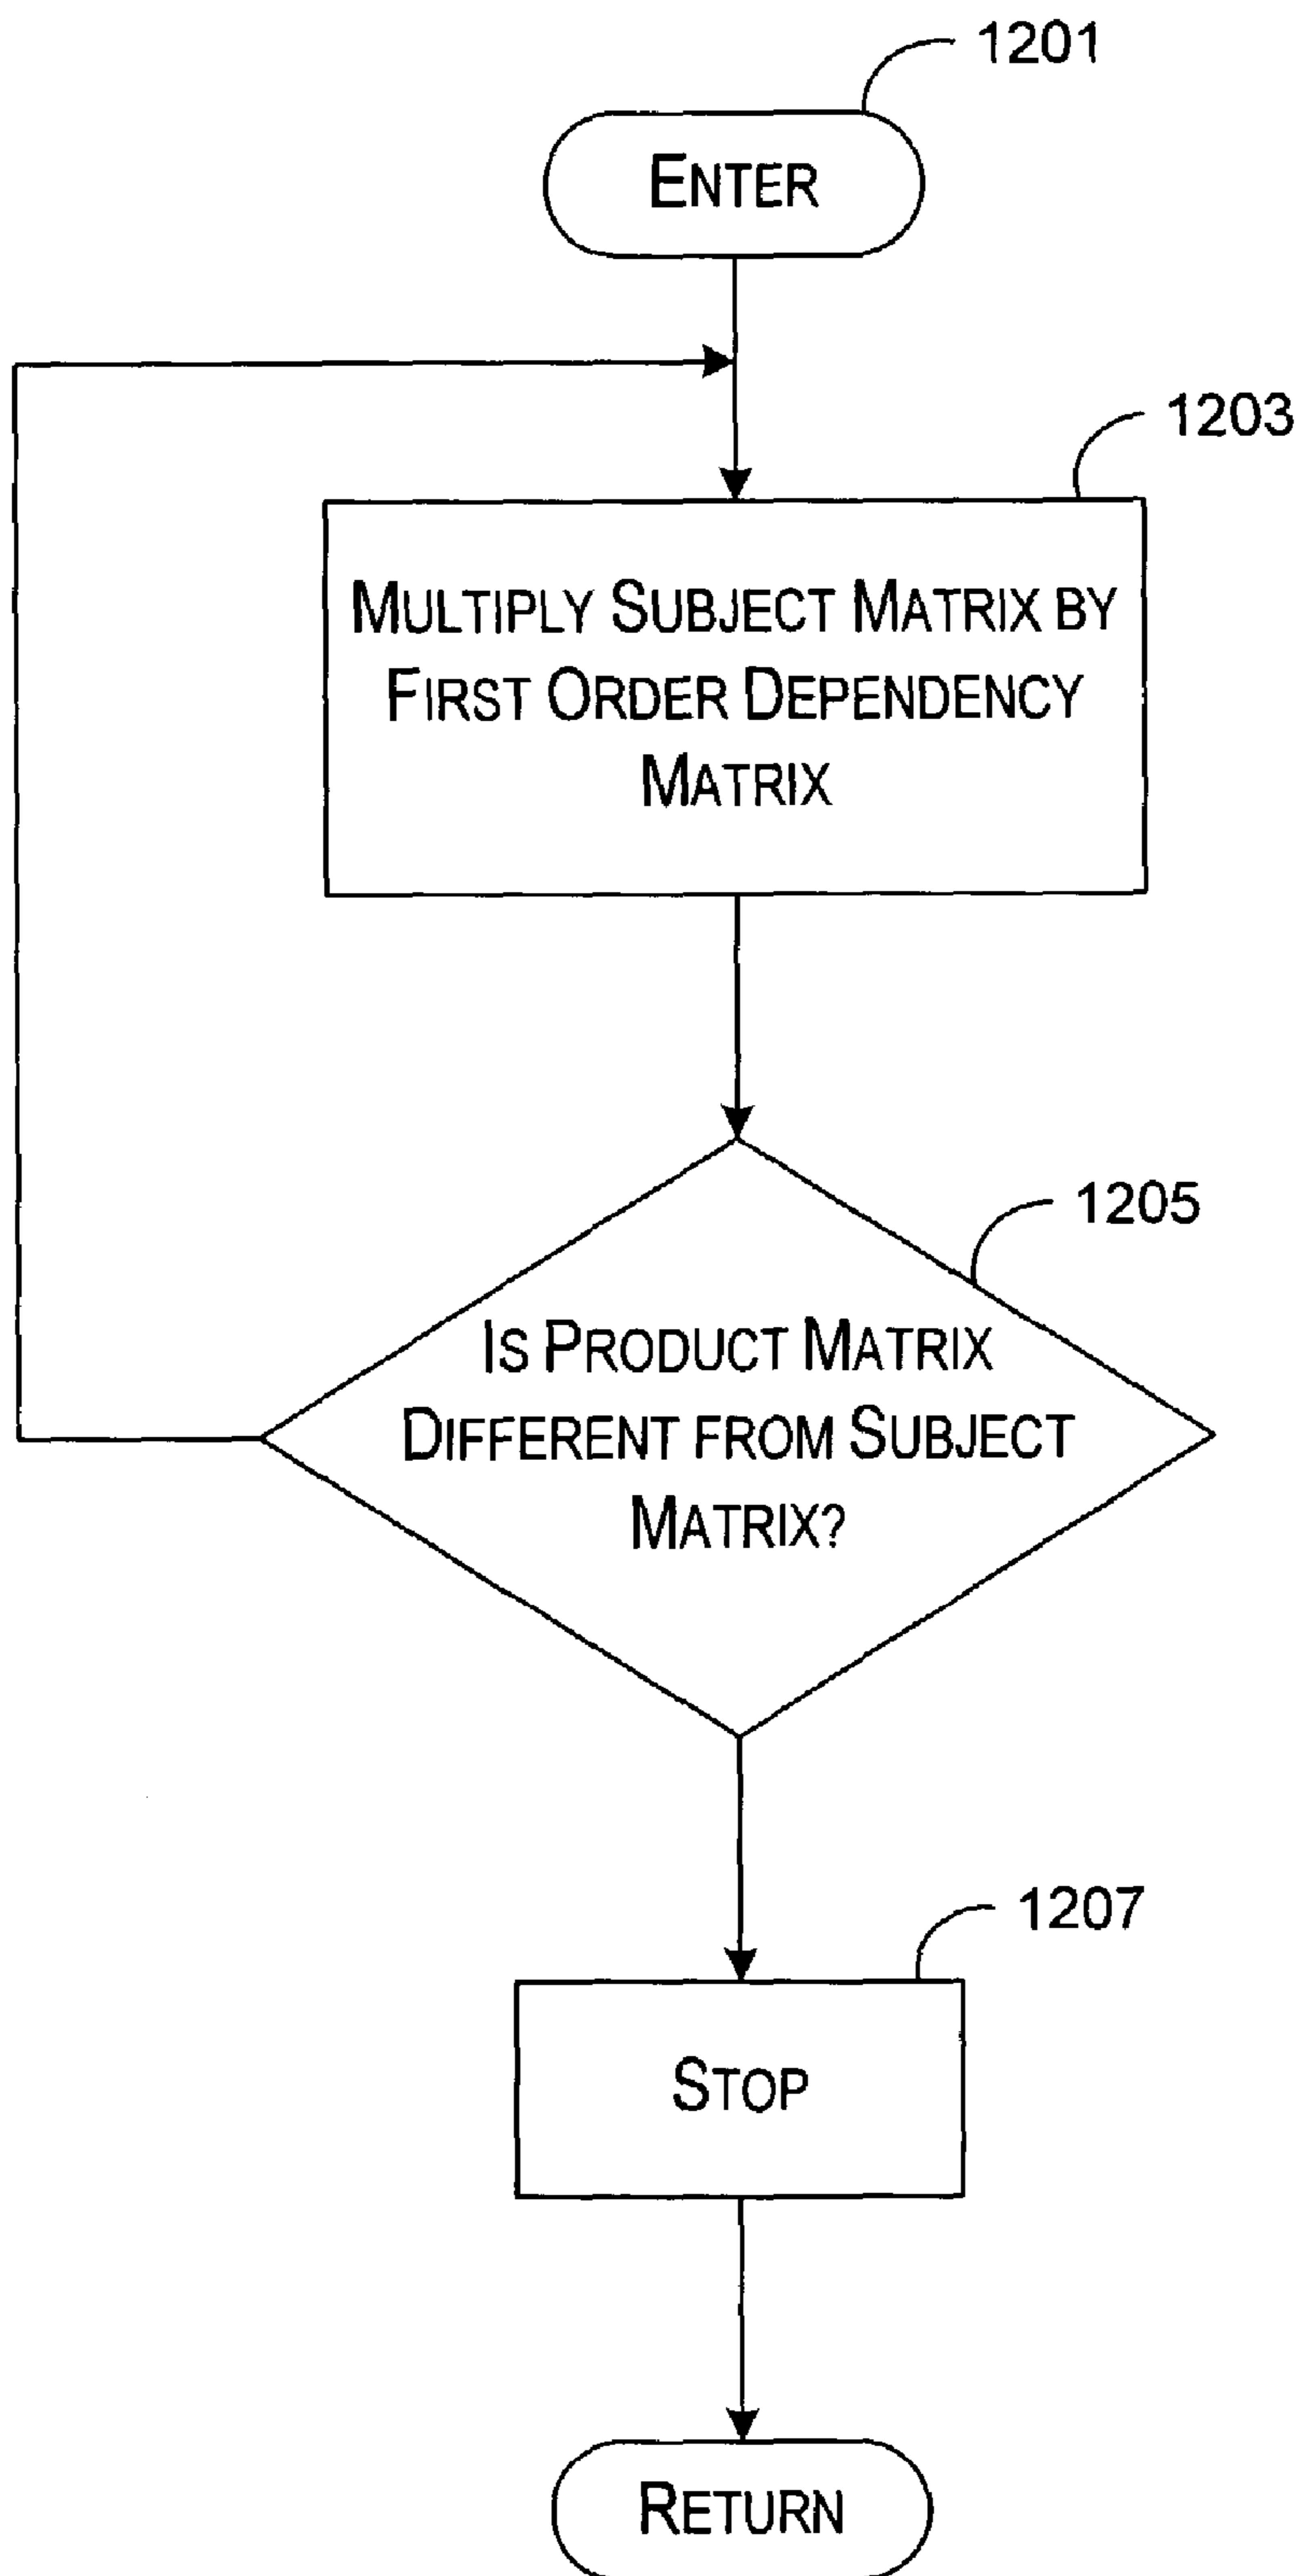 1201
ENTER
1203
MULTIPLY SUBJECT MATRIX BY
FIRST ORDER DEPENDENCY
MATRIX
1205
IS PRODUCT MATRIX
DIFFERENT FROM SUBJECT
MATRIX?
1207
STOP
RETURN